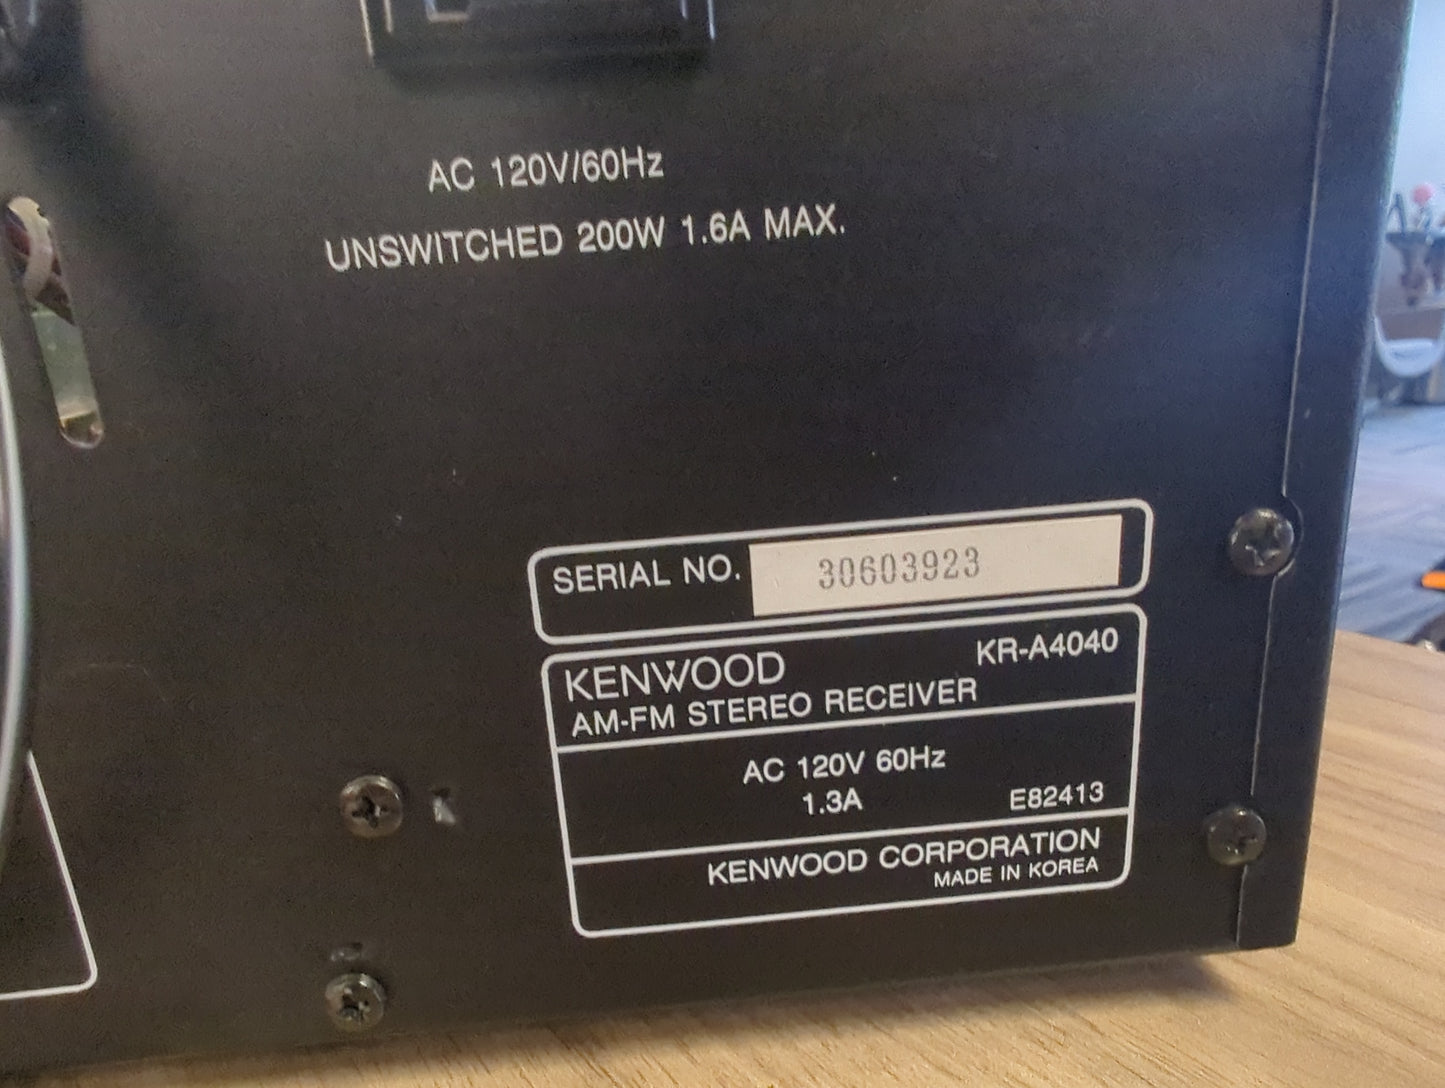 AC 120V/60Hz
UNSWITCHED 200W 1.6A MAX.
SERIAL NO. 30603923
KENWOOD KR-A4040
AM-FM STEREO RECEIVER
AC 120V 60Hz
1.3A E82413
KENWOOD CORPORATION
MADE IN KOREA